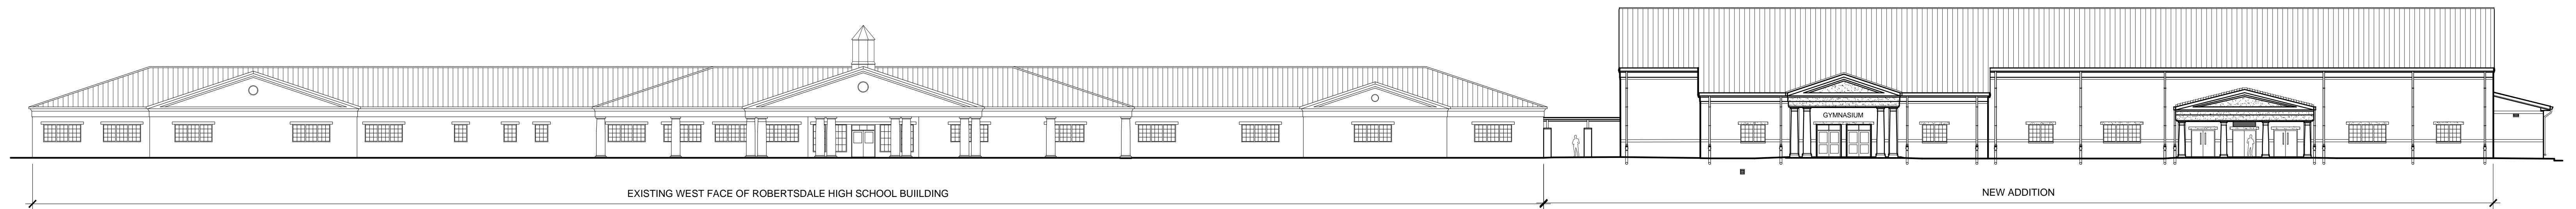 GYMNASIUM
EXISTING WEST FACE OF ROBERTSDALE HIGH SCHOOL BUIILDING
NEW ADDITION